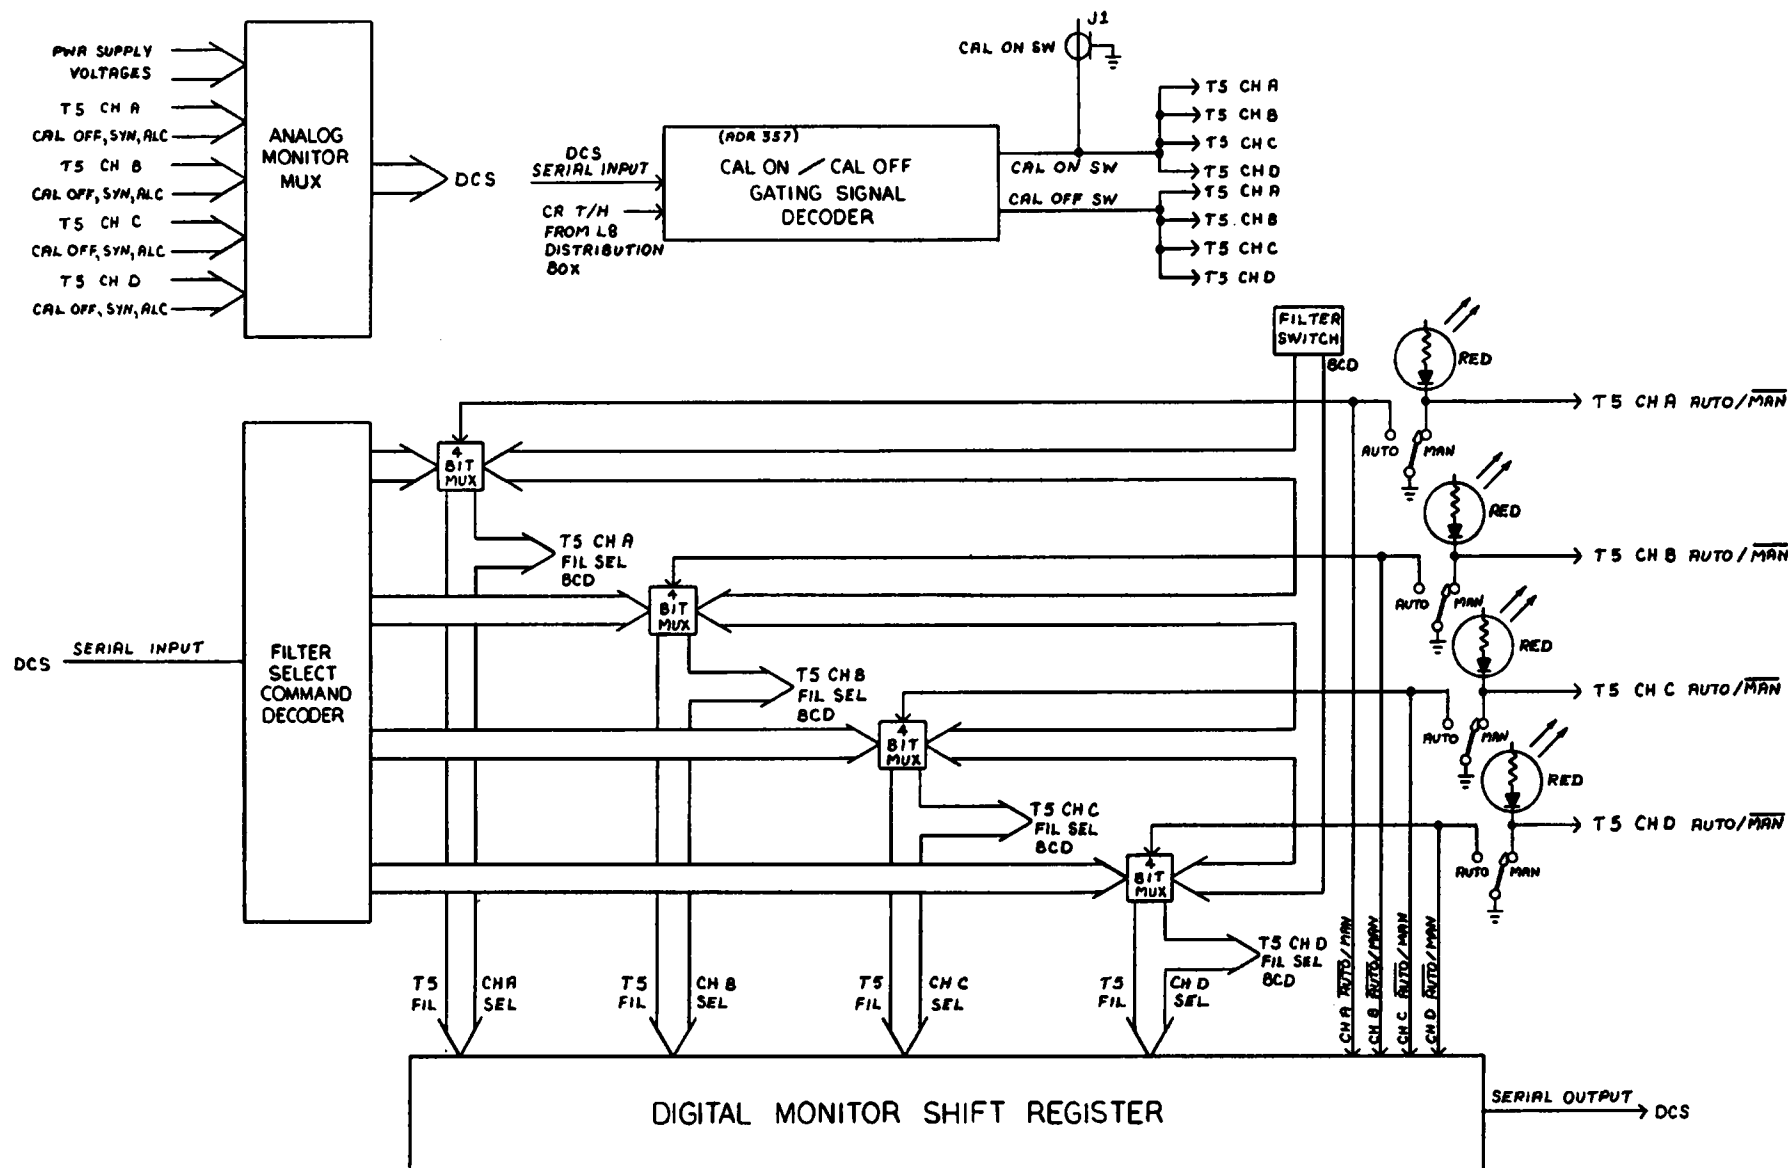 PWR SUPPLY
VOLTAGES
T5 CH A
CAL OFF, SYN, ALC
T5 CH B
CAL OFF, SYN, ALC
T5 CH C
CAL OFF, SYN, ALC
T5 CH D
CAL OFF, SYN, ALC
ANALOG
MONITOR
MUX
DCS
DCS
SERIAL INPUT
CR T/H
FROM L8
DISTRIBUTION
BOX
(ADR 357)
CAL ON / CAL OFF
GATING SIGNAL
DECODER
J1
CAL ON SW
CAL ON SW
CAL OFF SW
T5 CH A
T5 CH B
T5 CH C
T5 CH D
T5 CH A
T5 CH B
T5 CH C
T5 CH D
FILTER
SWITCH
BCD
RED
T5 CH A AUTO/MAN
AUTO
MAN
RED
T5 CH B AUTO/MAN
AUTO
MAN
RED
T5 CH C AUTO/MAN
AUTO
MAN
RED
T5 CH D AUTO/MAN
AUTO
MAN
DCS
SERIAL INPUT
FILTER
SELECT
COMMAND
DECODER
4
BIT
MUX
T5 CH A
FIL SEL
BCD
4
BIT
MUX
T5 CH B
FIL SEL
BCD
4
BIT
MUX
T5 CH C
FIL SEL
BCD
4
BIT
MUX
T5 CH D
FIL SEL
BCD
T5 CH A
FIL SEL
T5 CH B
FIL SEL
T5 CH C
FIL SEL
T5 CH D
FIL SEL
CH A AUTO/MAN
CH B AUTO/MAN
CH C AUTO/MAN
CH D AUTO/MAN
DIGITAL MONITOR SHIFT REGISTER
SERIAL OUTPUT
DCS